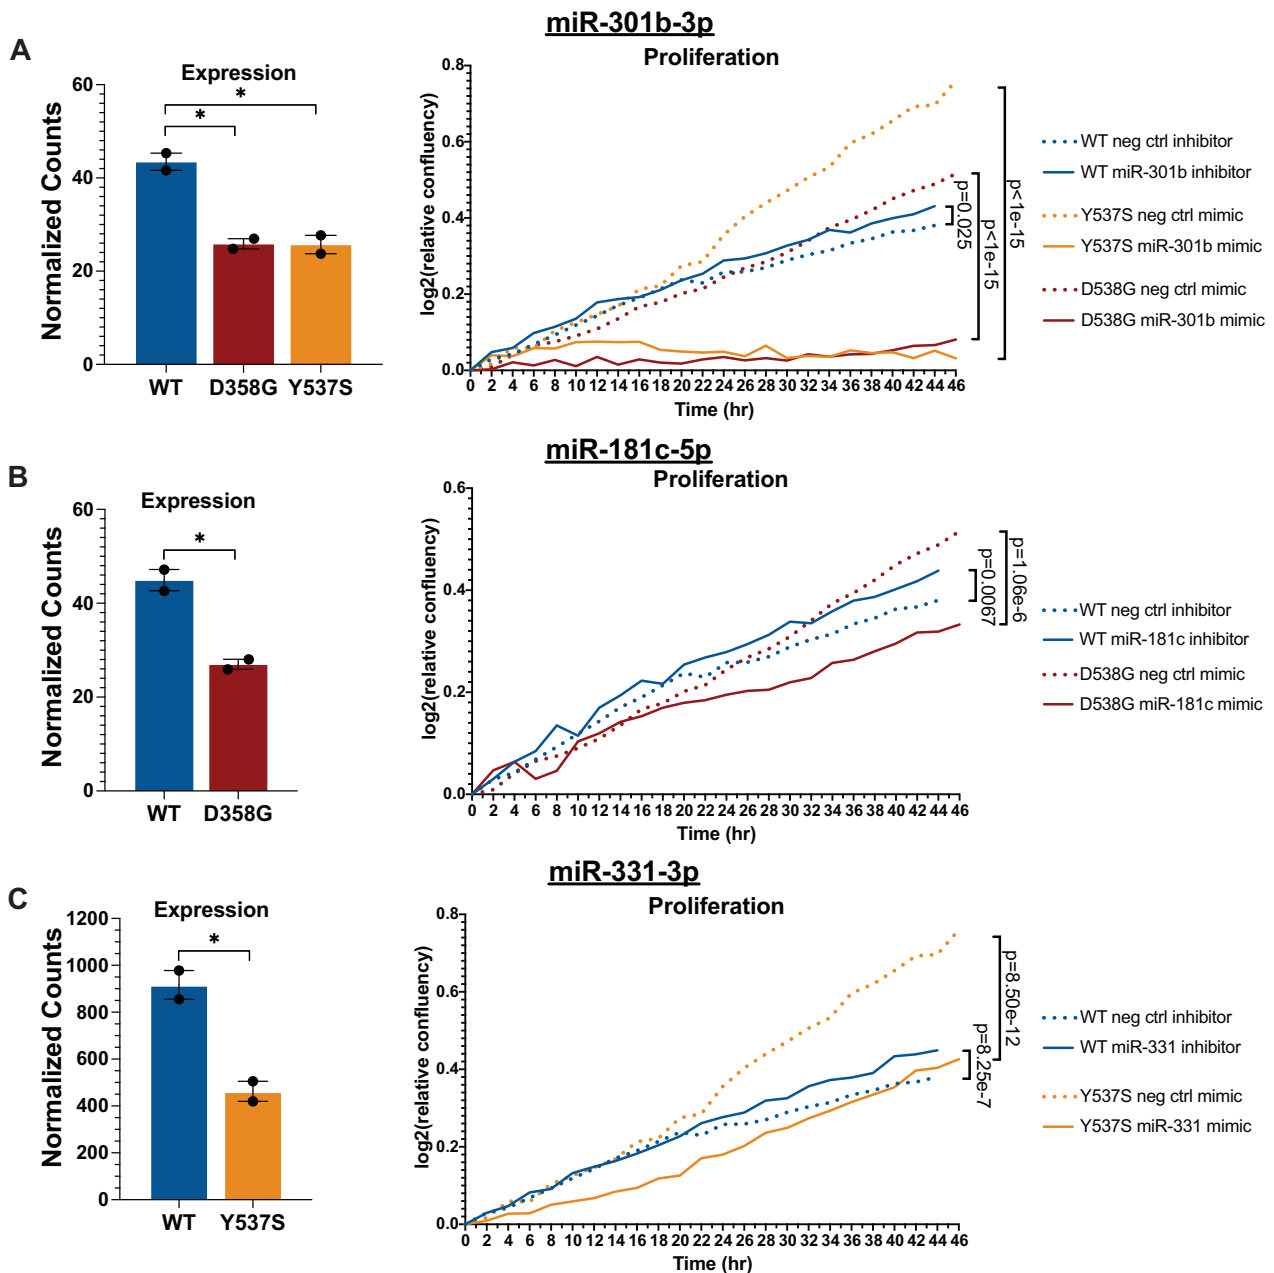 miR-301b-3p
A
Expression
Proliferation
Normalized Counts
60
40
20
0
*
*
WT D358G Y537S
log2(relative confluency)
0.8
0.6
0.4
0.2
0.0
0 2 4 6 8 10 12 14 16 18 20 22 24 26 28 30 32 34 36 38 40 42 44 46
Time (hr)
p=0.025
p<1e-15
p<1e-15
WT neg ctrl inhibitor
WT miR-301b inhibitor
Y537S neg ctrl mimic
Y537S miR-301b mimic
D538G neg ctrl mimic
D538G miR-301b mimic
miR-181c-5p
B
Expression
Proliferation
Normalized Counts
60
40
20
0
*
WT D358G
log2(relative confluency)
0.6
0.4
0.2
0.0
0 2 4 6 8 10 12 14 16 18 20 22 24 26 28 30 32 34 36 38 40 42 44 46
Time (hr)
p=0.0067
p=1.06e-6
WT neg ctrl inhibitor
WT miR-181c inhibitor
D538G neg ctrl mimic
D538G miR-181c mimic
miR-331-3p
C
Expression
Proliferation
Normalized Counts
1200
1000
800
600
400
200
0
*
WT Y537S
log2(relative confluency)
0.8
0.6
0.4
0.2
0.0
0 2 4 6 8 10 12 14 16 18 20 22 24 26 28 30 32 34 36 38 40 42 44 46
Time (hr)
p=8.25e-7
p=8.50e-12
WT neg ctrl inhibitor
WT miR-331 inhibitor
Y537S neg ctrl mimic
Y537S miR-331 mimic